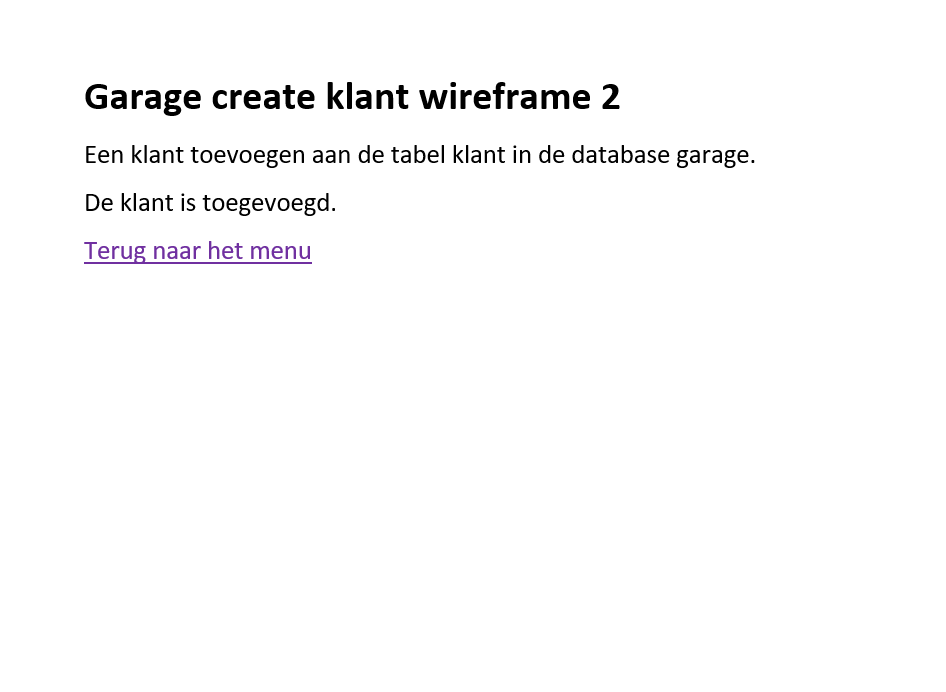 Garage create klant wireframe 2
Een klant toevoegen aan de tabel klant in de database garage.
De klant is toegevoegd.
Terug naar het menu